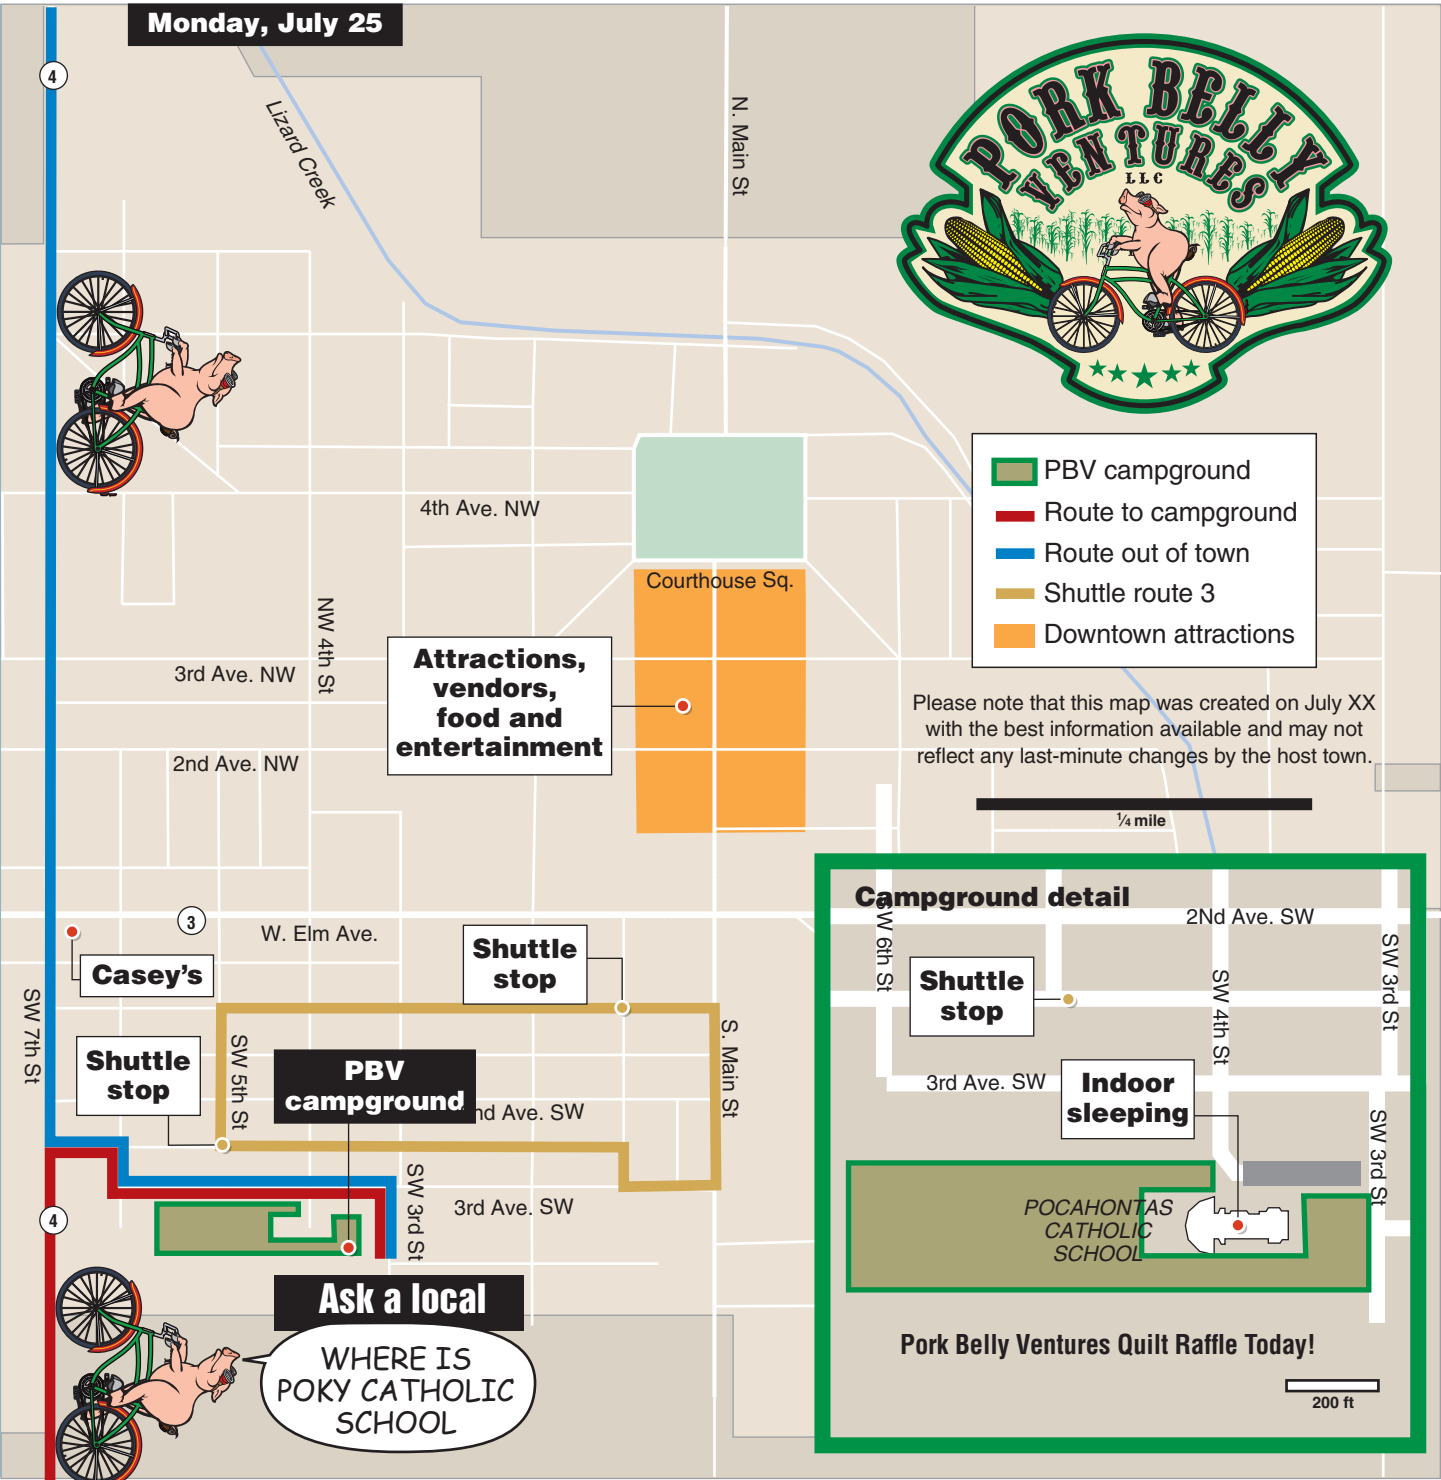 Monday, July 25
4
Lizard Creek
N. Main St
PORK BELLY
VENTURES
LLC
PBV campground
Route to campground
Route out of town
Shuttle route 3
Downtown attractions
4th Ave. NW
Courthouse Sq.
NW 4th St
Attractions,
vendors,
food and
entertainment
3rd Ave. NW
2nd Ave. NW
Please note that this map was created on July XX
with the best information available and may not
reflect any last-minute changes by the host town.
¼ mile
3
W. Elm Ave.
Casey's
Shuttle
stop
SW 7th St
Shuttle
stop
SW 5th St
PBV
campground
nd Ave. SW
S. Main St
SW 3rd St
3rd Ave. SW
4
Ask a local
WHERE IS
POKY CATHOLIC
SCHOOL
Campground detail
2Nd Ave. SW
SW 6th St
Shuttle
stop
SW 4th St
SW 3rd St
3rd Ave. SW
Indoor
sleeping
SW 3rd St
POCAHONTAS
CATHOLIC
SCHOOL
Pork Belly Ventures Quilt Raffle Today!
200 ft